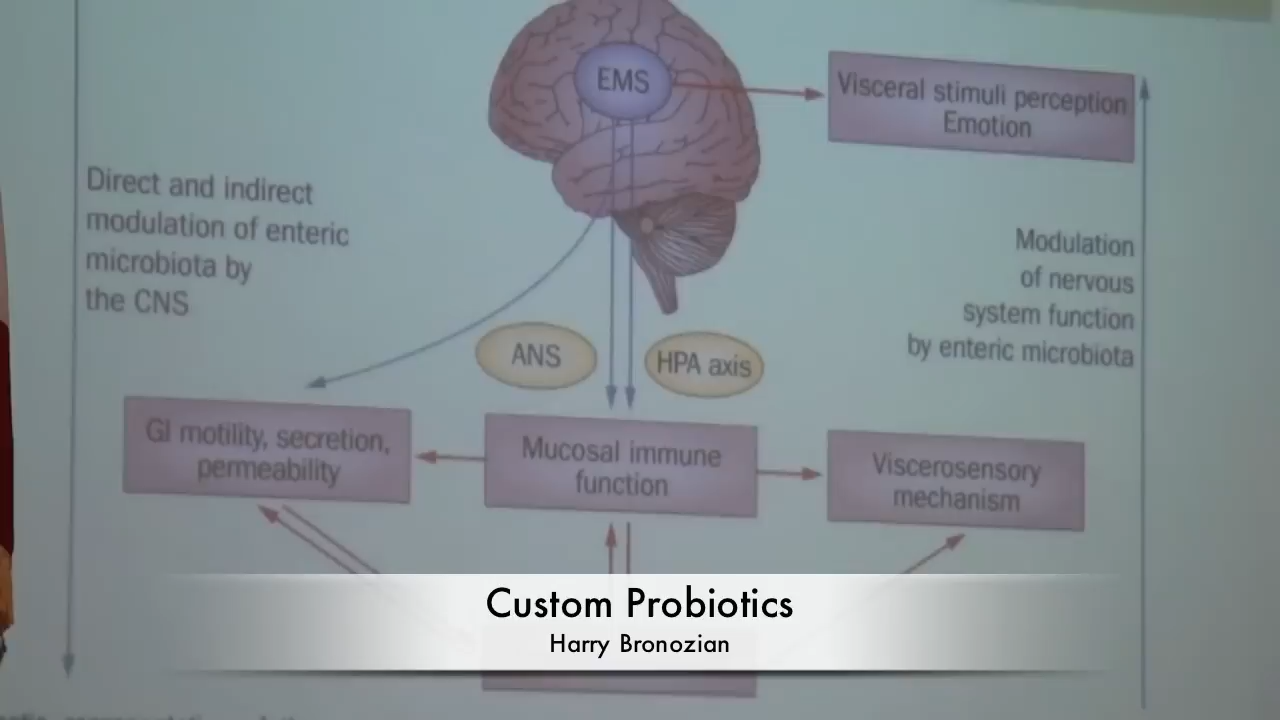 EMS
Visceral stimuli perception
Emotion
Direct and indirect
modulation of enteric
microbiota by
the CNS
Modulation
of nervous
system function
by enteric microbiota
ANS
HPA axis
GI motility, secretion,
permeability
Mucosal immune
function
Viscerosensory
mechanism
Custom Probiotics
Harry Bronozian